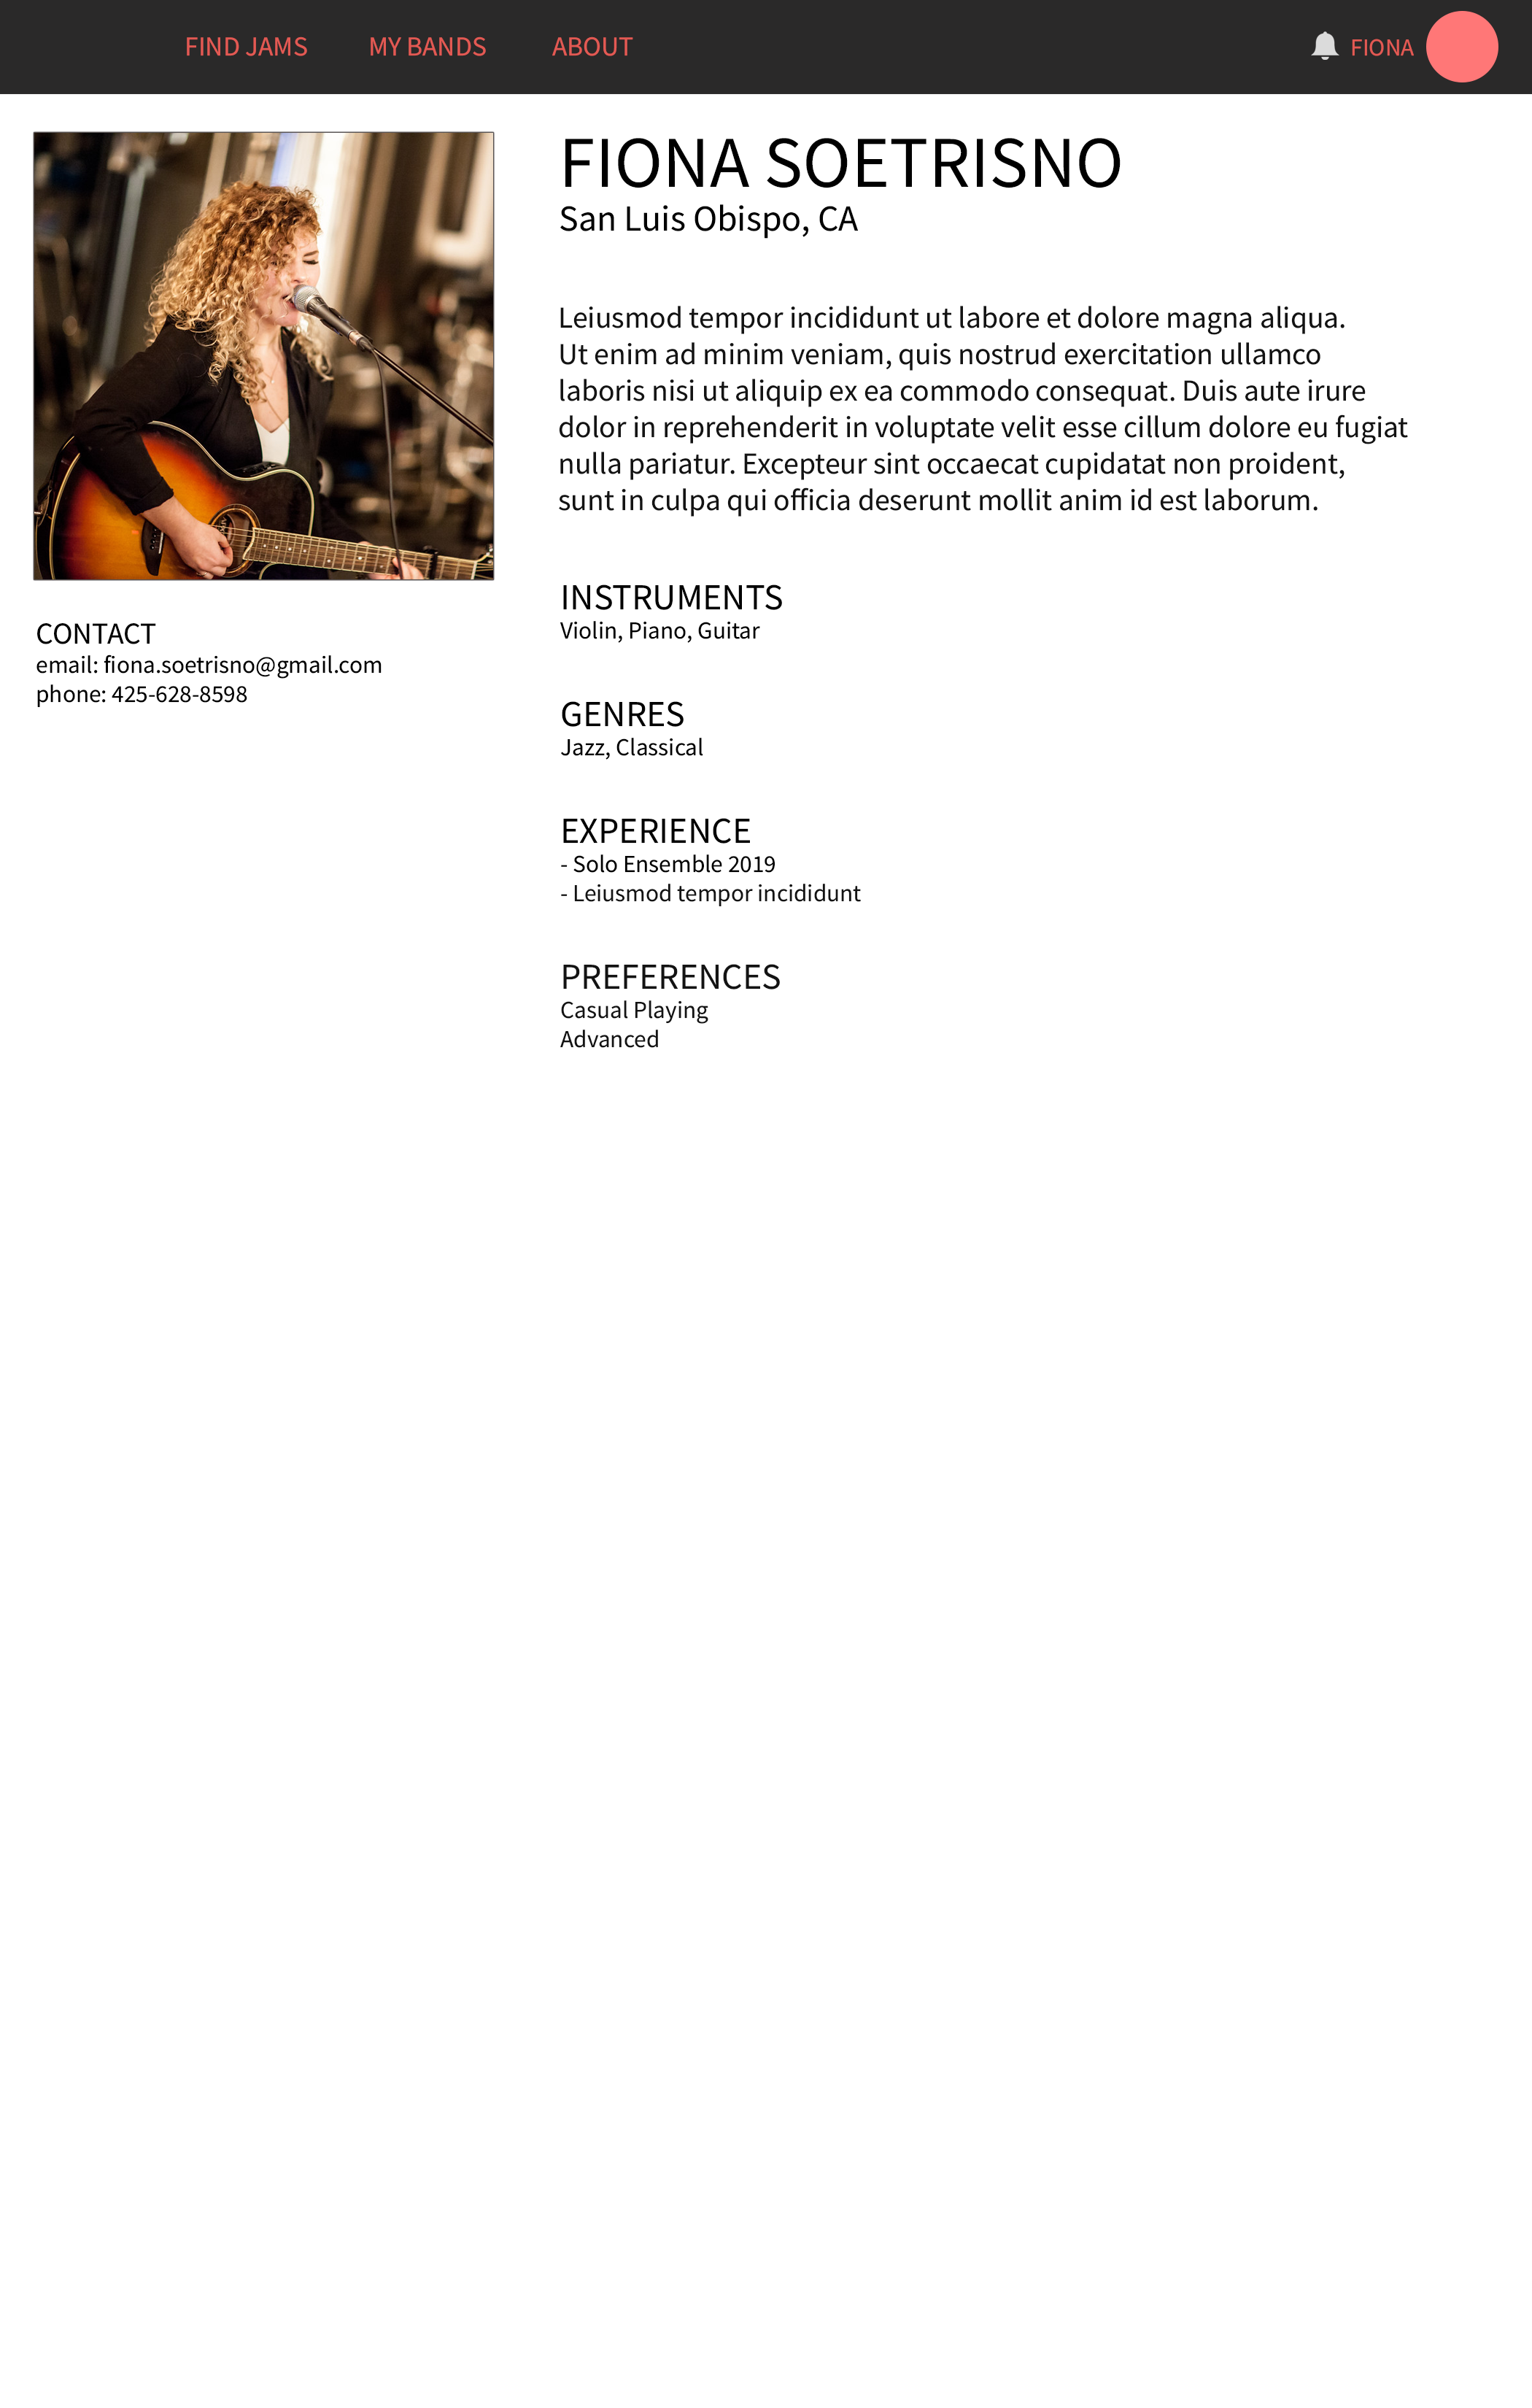 FIND JAMS MY BANDS ABOUT FIONA
FIONA SOETRISNO
San Luis Obispo, CA
Leiusmod tempor incididunt ut labore et dolore magna aliqua.
Ut enim ad minim veniam, quis nostrud exercitation ullamco
laboris nisi ut aliquip ex ea commodo consequat. Duis aute irure
dolor in reprehenderit in voluptate velit esse cillum dolore eu fugiat
nulla pariatur. Excepteur sint occaecat cupidatat non proident,
sunt in culpa qui officia deserunt mollit anim id est laborum.
CONTACT
email: fiona.soetrisno@gmail.com
phone: 425-628-8598
INSTRUMENTS
Violin, Piano, Guitar
GENRES
Jazz, Classical
EXPERIENCE
- Solo Ensemble 2019
- Leiusmod tempor incididunt
PREFERENCES
Casual Playing
Advanced